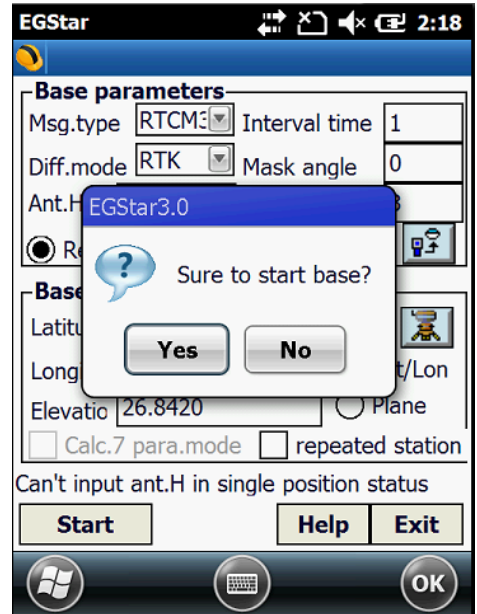 EGStar 2:18
Base parameters
Msg.type RTCM3 Interval time 1
Diff.mode RTK Mask angle 0
Ant.H
EGStar3.0
Sure to start base?
Yes No
Base
Latitu
Longi t/Lon
Elevatio 26.8420 Plane
Calc.7 para.mode repeated station
Can't input ant.H in single position status
Start Help Exit
OK